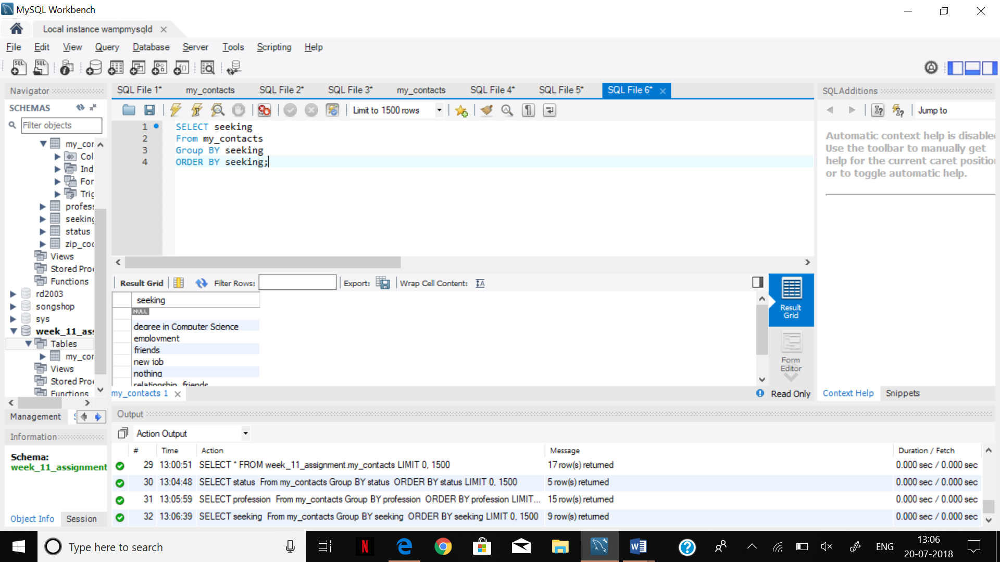 MySQL Workbench
Local instance wampmysqld
File Edit View Query Database Server Tools Scripting Help
Navigator
SCHEMAS
Filter objects
my_cor
Col
Ind
For
Trig
profes
seeking
status
zip_co
Views
Stored Pro
Functions
rd2003
songshop
sys
week_11_as
Tables
my_cor
Views
Stored Pro
Functions
Management
Information
Schema:
week_11_assignment
Object Info Session
SQL File 1* my_contacts SQL File 2* SQL File 3* my_contacts SQL File 4* SQL File 5* SQL File 6*
Limit to 1500 rows
1 SELECT seeking
2 From my_contacts
3 Group BY seeking
4 ORDER BY seeking;
Result Grid Filter Rows: Export: Wrap Cell Content:
seeking
NULL
degree in Computer Science
employment
friends
new job
nothing
relationship, friends
Result
Grid
Form
Editor
my_contacts 1
Read Only
SQLAdditions
Jump to
Automatic context help is disable
Use the toolbar to manually get
help for the current caret positio
or to toggle automatic help.
Context Help Snippets
Output
Action Output
# Time Action Message Duration / Fetch
29 13:00:51 SELECT * FROM week_11_assignment.my_contacts LIMIT 0, 1500 17 row(s) returned 0.000 sec / 0.000 sec
30 13:04:48 SELECT status From my_contacts Group BY status ORDER BY status LIMIT 0, 1500 5 row(s) returned 0.000 sec / 0.000 sec
31 13:05:59 SELECT profession From my_contacts Group BY profession ORDER BY profession LIMIT... 15 row(s) returned 0.000 sec / 0.000 sec
32 13:06:39 SELECT seeking From my_contacts Group BY seeking ORDER BY seeking LIMIT 0, 1500 9 row(s) returned 0.000 sec / 0.000 sec
Type here to search
ENG
13:06
20-07-2018